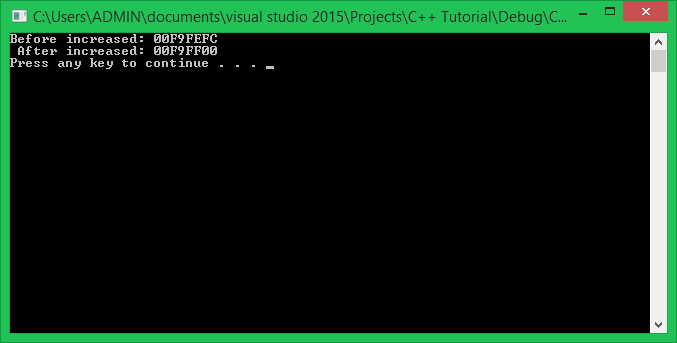 C:\Users\ADMIN\documents\visual studio 2015\Projects\C++ Tutorial\Debug\C...
Before increased: 00F9FEFC
 After increased: 00F9FF00
Press any key to continue . . .